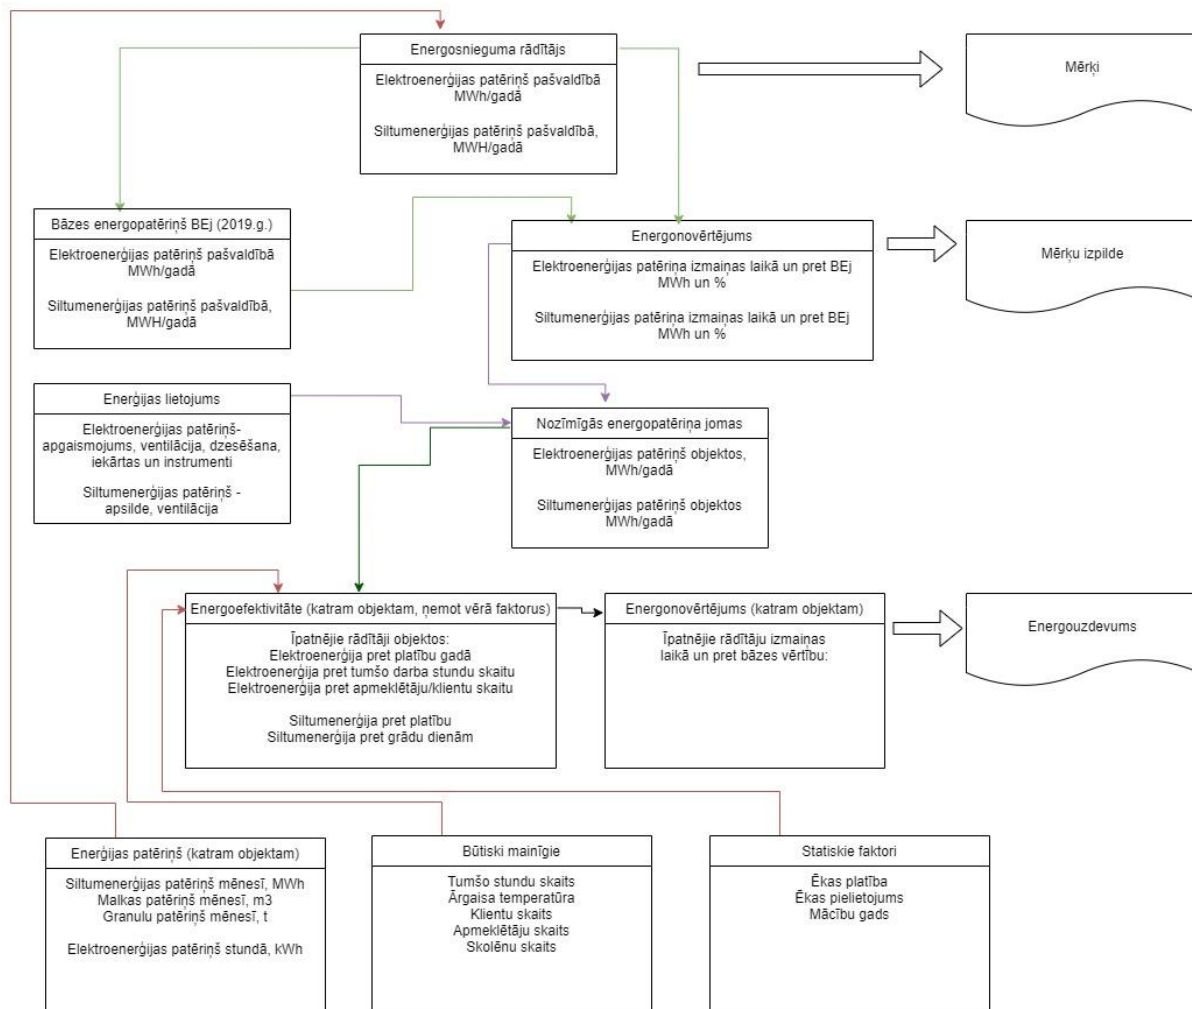 Energosnieguma rādītājs
Elektroenerģijas patēriņš pašvaldībā
MWh/gadā
Siltumenerģijas patēriņš pašvaldībā,
MWH/gadā
Mērķi
Bāzes energopatēriņš BEj (2019.g.)
Elektroenerģijas patēriņš pašvaldībā
MWh/gadā
Siltumenerģijas patēriņš pašvaldībā,
MWH/gadā
Energonovērtējums
Elektroenerģijas patēriņa izmaiņas laikā un pret BEj
MWh un %
Siltumenerģijas patēriņa izmaiņas laikā un pret BEj
MWh un %
Mērķu izpilde
Enerģijas lietojums
Elektroenerģijas patēriņš-
apgaismojums, ventilācija, dzesēšana,
iekārtas un instrumenti
Siltumenerģijas patēriņš -
apsilde, ventilācija
Nozīmīgās energopatēriņa jomas
Elektroenerģijas patēriņš objektos,
MWh/gadā
Siltumenerģijas patēriņš objektos
MWh/gadā
Energoefektivitāte (katram objektam, ņemot vērā faktorus)
Īpatnējie rādītāji objektos:
Elektroenerģija pret platību gadā
Elektroenerģija pret tumšo darba stundu skaitu
Elektroenerģija pret apmeklētāju/klientu skaitu
Siltumenerģija pret platību
Siltumenerģija pret grādu dienām
Energonovērtējums (katram objektam)
Īpatnējie rādītāju izmaiņas
laikā un pret bāzes vērtību:
Energouzdevums
Enerģijas patēriņš (katram objektam)
Siltumenerģijas patēriņš mēnesī, MWh
Malkas patēriņš mēnesī, m3
Granulu patēriņš mēnesī, t
Elektroenerģijas patēriņš stundā, kWh
Būtiski mainīgie
Tumšo stundu skaits
Ārgaisa temperatūra
Klientu skaits
Apmeklētāju skaits
Skolēnu skaits
Statiskie faktori
Ēkas platība
Ēkas pielietojums
Mācību gads